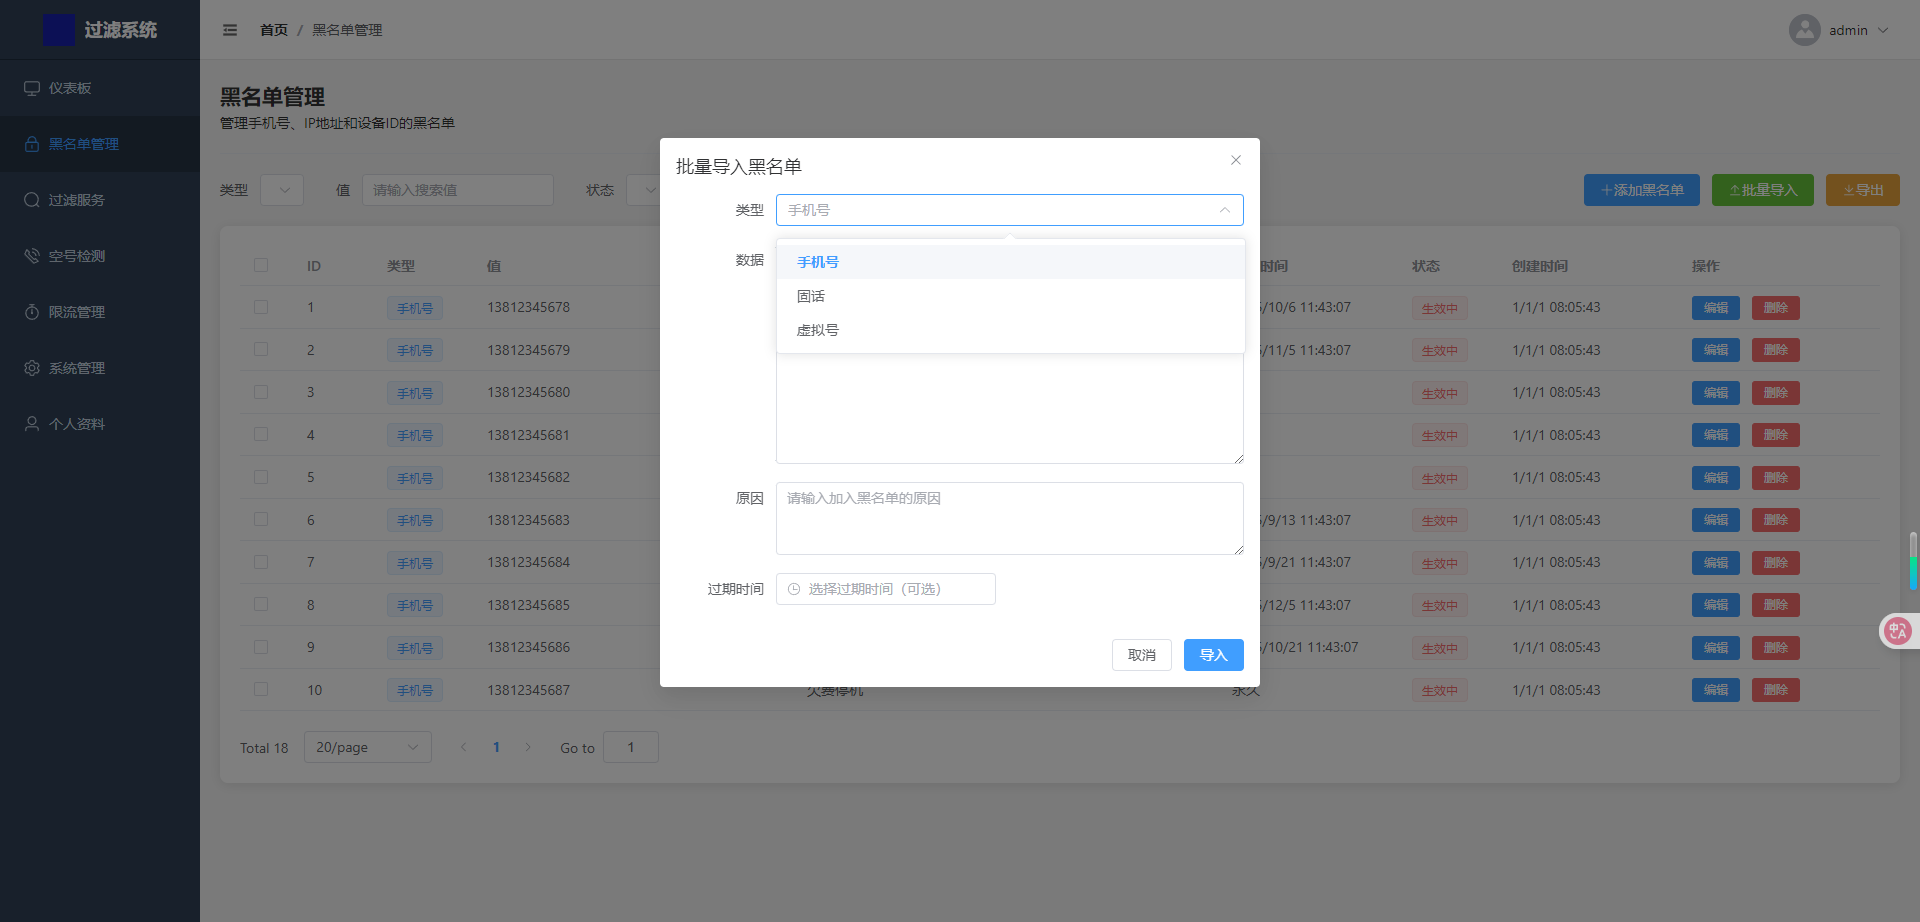 过滤系统
首页 / 黑名单管理
admin
仪表板
黑名单管理
过滤服务
空号检测
限流管理
系统管理
个人资料
黑名单管理
管理手机号、IP地址和设备ID的黑名单
类型
值 请输入搜索值
状态
添加黑名单
批量导入
导出
ID 类型 值 时间 状态 创建时间 操作
1 手机号 13812345678 /10/6 11:43:07 生效中 1/1/1 08:05:43 编辑 删除
2 手机号 13812345679 /11/5 11:43:07 生效中 1/1/1 08:05:43 编辑 删除
3 手机号 13812345680 生效中 1/1/1 08:05:43 编辑 删除
4 手机号 13812345681 生效中 1/1/1 08:05:43 编辑 删除
5 手机号 13812345682 生效中 1/1/1 08:05:43 编辑 删除
6 手机号 13812345683 /9/13 11:43:07 生效中 1/1/1 08:05:43 编辑 删除
7 手机号 13812345684 /9/21 11:43:07 生效中 1/1/1 08:05:43 编辑 删除
8 手机号 13812345685 /12/5 11:43:07 生效中 1/1/1 08:05:43 编辑 删除
9 手机号 13812345686 /10/21 11:43:07 生效中 1/1/1 08:05:43 编辑 删除
10 手机号 13812345687 欠费停机 永久 生效中 1/1/1 08:05:43 编辑 删除
Total 18 20/page 1 Go to 1
批量导入黑名单
类型 手机号
数据
手机号
固话
虚拟号
原因 请输入加入黑名单的原因
过期时间 选择过期时间（可选）
取消 导入